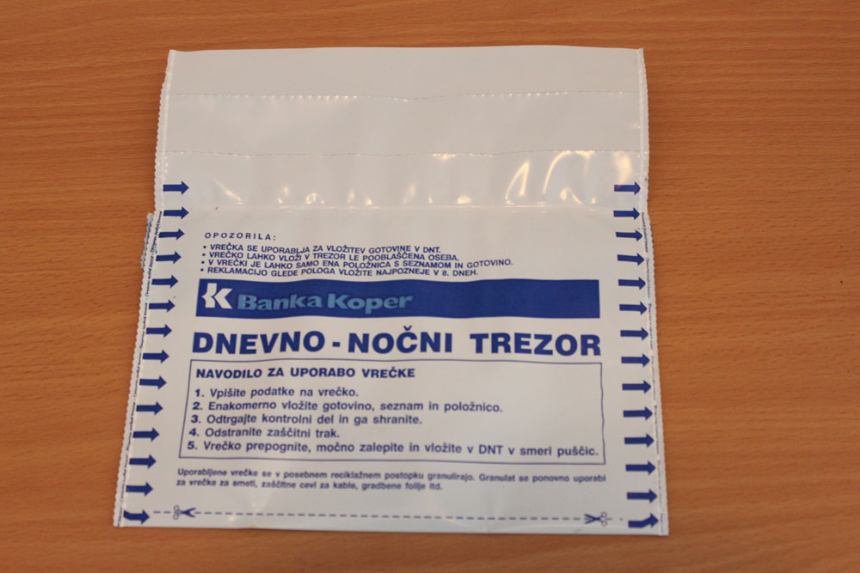 OPOZORILA:
• VREČKA SE UPORABLJA ZA VLOŽITEV GOTOVINE V DNT.
• VREČKO LAHKO VLOŽI V TREZOR LE POOBLAŠČENA OSEBA.
• V VREČKI JE LAHKO SAMO ENA POLOŽNICA S SEZNAMOM IN GOTOVINO.
• REKLAMACIJO GLEDE POLOGA VLOŽITE NAJPOZNEJE V 8. DNEH.
Banka Koper
DNEVNO - NOČNI TREZOR
NAVODILO ZA UPORABO VREČKE
1. Vpišite podatke na vrečko.
2. Enakomerno vložite gotovino, seznam in položnico.
3. Odtrgajte kontrolni del in ga shranite.
4. Odstranite zaščitni trak.
5. Vrečko prepognite, močno zalepite in vložite v DNT v smeri puščic.
Uporabljene vrečke se v posebnem reciklažnem postopku granulirajo. Granulat se ponovno uporabi
za vrečke za smeti, zaščitne cevi za kable, gradbene folije itd.